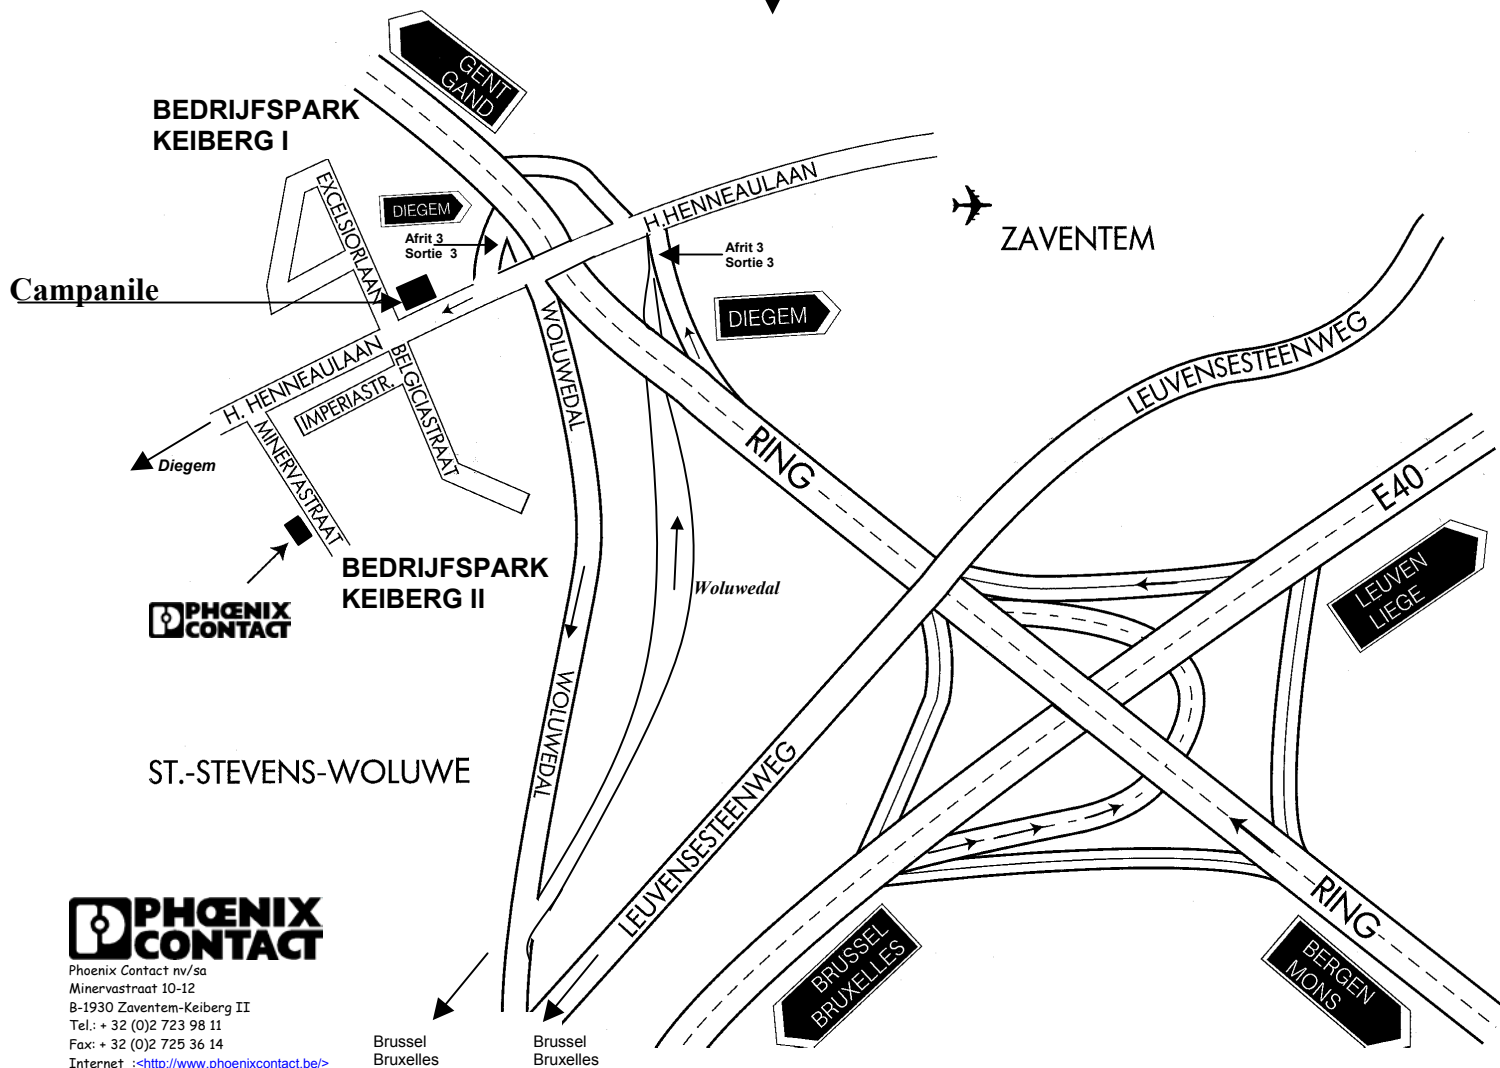 GENT
GAND
BEDRIJFSPARK
KEIBERG I
EXCELSIORLAAN
DIEGEM
Afrit 3
Sortie 3
H.HENNEAULAAN
Afrit 3
Sortie 3
ZAVENTEM
Campanile
DIEGEM
WOLUWEDAL
LEUVENSESTEENWEG
H. HENNEAULAAN
BELGICIASTRAAT
IMPERIASTR.
MINERVASTRAAT
Diegem
RING
E40
LEUVEN
LIEGE
BEDRIJFSPARK
KEIBERG II
Woluwedal
PHŒNIX
CONTACT
WOLUWEDAL
ST.-STEVENS-WOLUWE
LEUVENSESTEENWEG
RING
BRUSSEL
BRUXELLES
BERGEN
MONS
PHŒNIX
CONTACT
Phoenix Contact nv/sa
Minervastraat 10-12
B-1930 Zaventem-Keiberg II
Tel.: + 32 (0)2 723 98 11
Fax: + 32 (0)2 725 36 14
Internet :<http://www.phoenixcontact.be/>
Brussel
Bruxelles
Brussel
Bruxelles